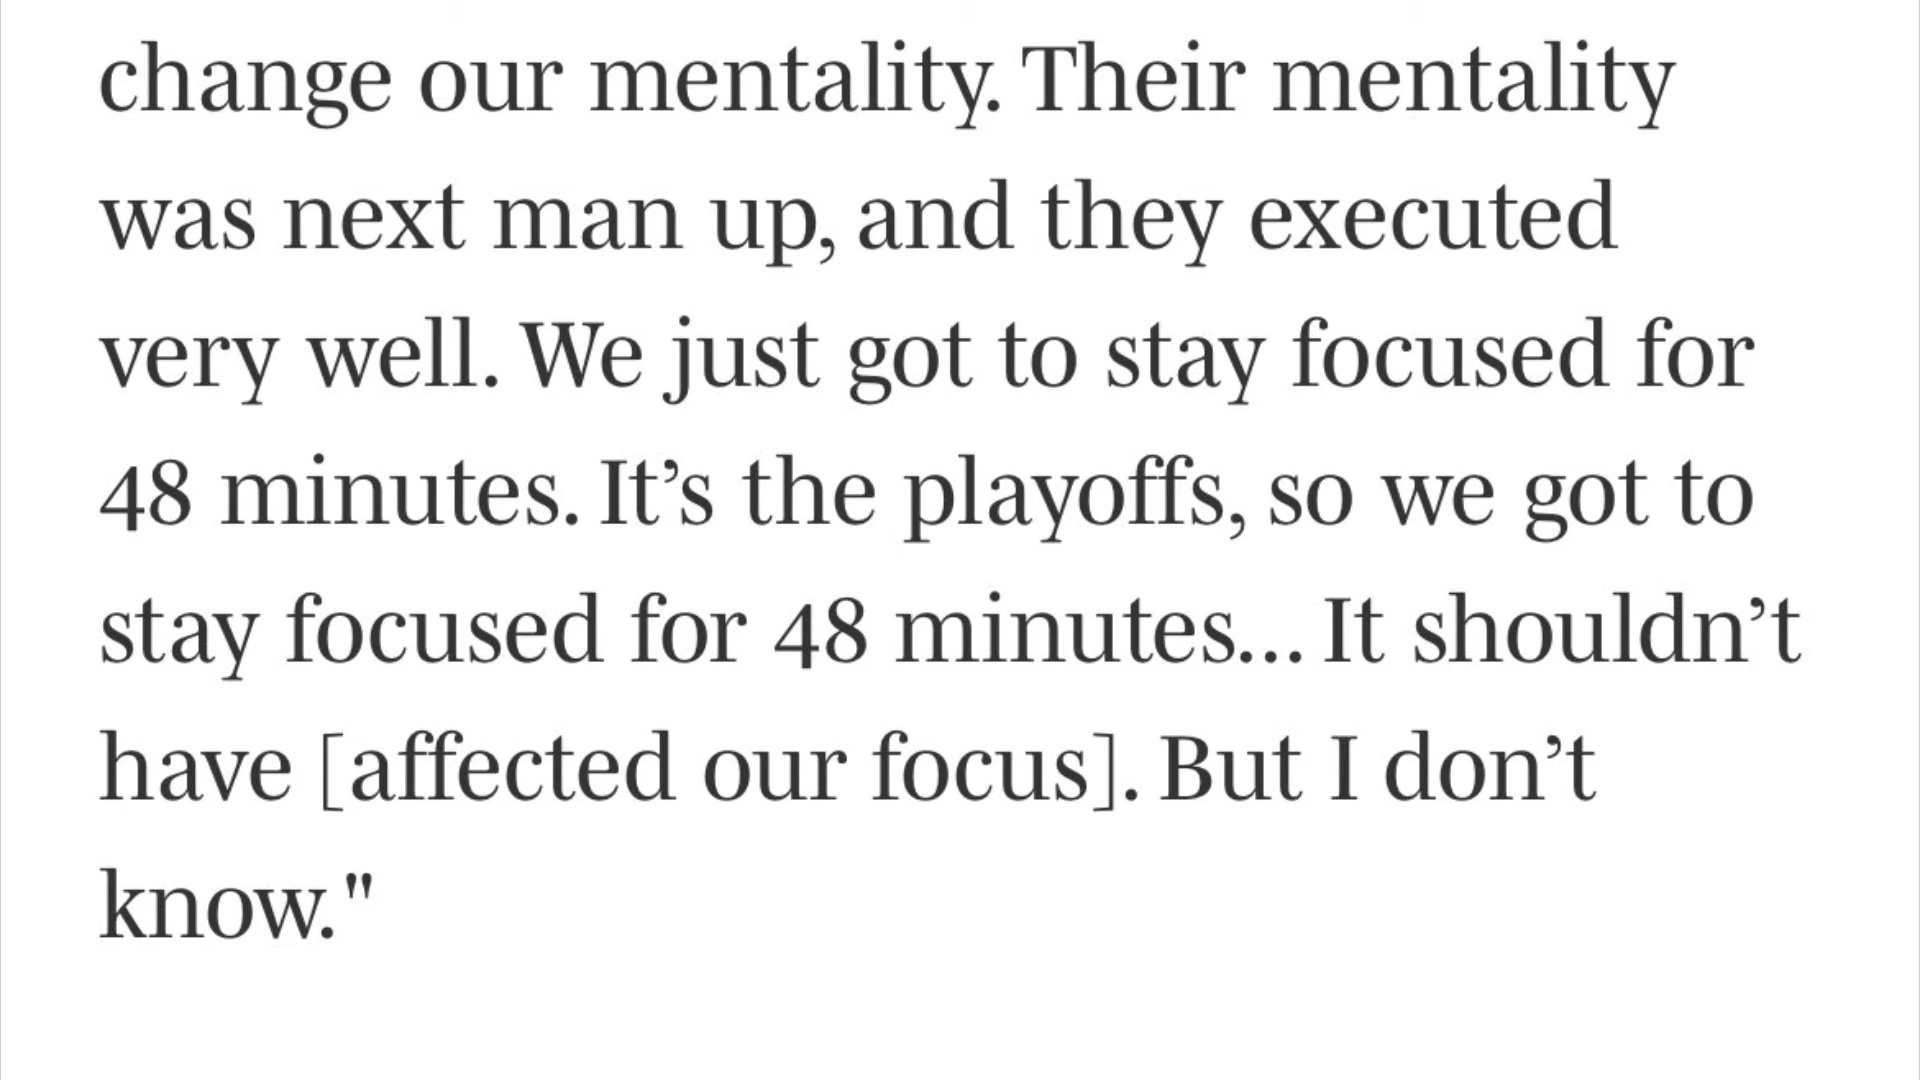 change our mentality. Their mentality
was next man up, and they executed
very well. We just got to stay focused for
48 minutes. It’s the playoffs, so we got to
stay focused for 48 minutes... It shouldn’t
have [affected our focus]. But I don’t
know."